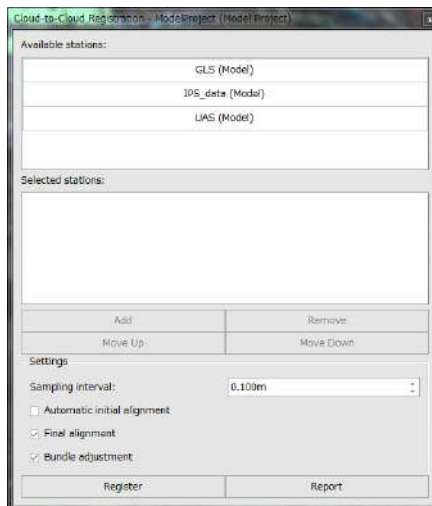 Cloud-to-Cloud Registration - ModelProject (Model Project)
Available stations:
GLS (Model)
IPS_data (Model)
UAS (Model)
Selected stations:
Add
Remove
Move Up
Move Down
Settings
Sampling interval:
0.100m
Automatic initial alignment
Final alignment
Bundle adjustment
Register
Report